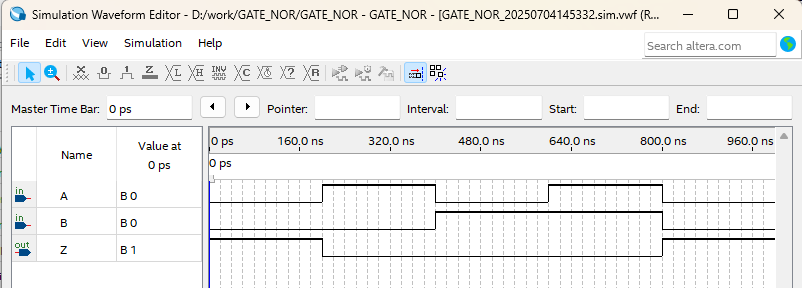 Simulation Waveform Editor - D:/work/GATE_NOR/GATE_NOR - GATE_NOR - [GATE_NOR_20250704145332.sim.vwf (R...
File Edit View Simulation Help
Search altera.com
Master Time Bar: 0 ps Pointer: Interval: Start: End:
Name
Value at
0 ps
0 ps 160.0 ns 320.0 ns 480.0 ns 640.0 ns 800.0 ns 960.0 ns
0 ps
in A B 0
in B B 0
out Z B 1